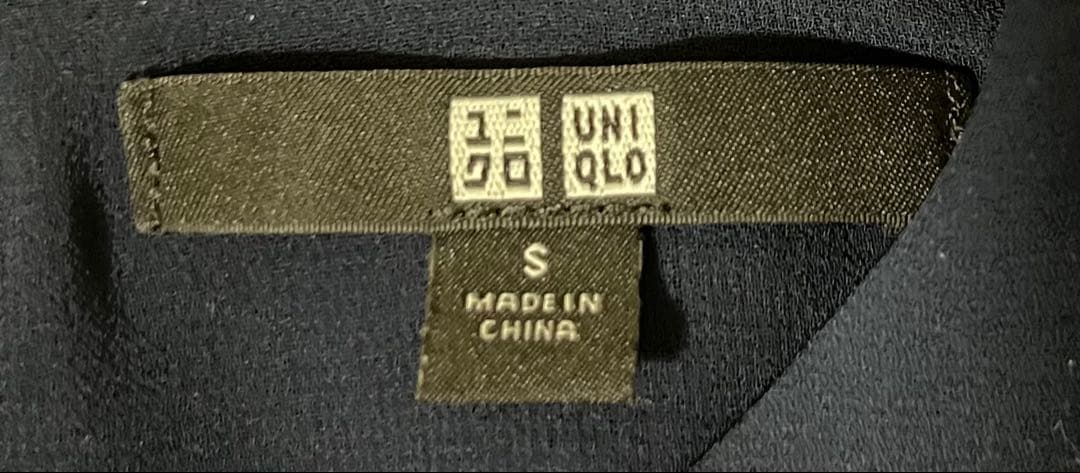 ユニ
クロ
UNI
QLO
S
MADE IN
CHINA